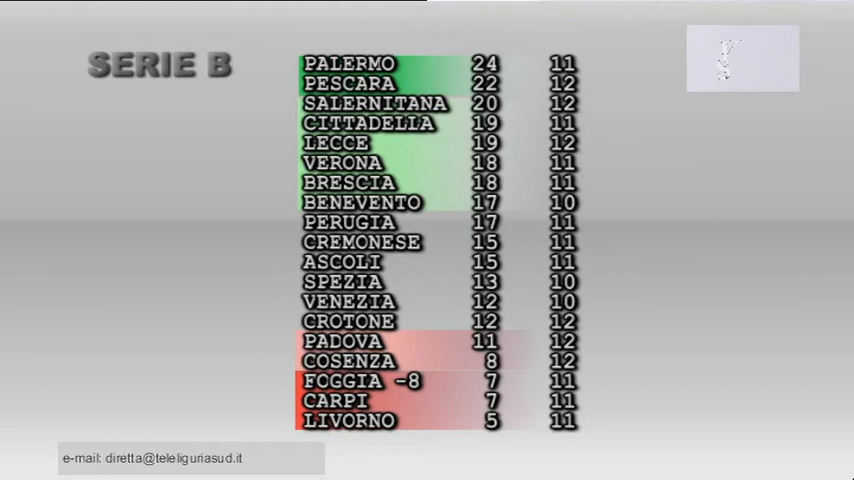 SERIE B
PALERMO 24 11
PESCARA 22 12
SALERNITANA 20 12
CITTADELLA 19 11
LECCE 19 12
VERONA 18 11
BRESCIA 18 11
BENEVENTO 17 10
PERUGIA 17 11
CREMONESE 15 11
ASCOLI 15 11
SPEZIA 13 10
VENEZIA 12 10
CROTONE 12 12
PADOVA 11 12
COSENZA 8 12
FOGGIA -8 7 11
CARPI 7 11
LIVORNO 5 11
e-mail: diretta@teleliguriasud.it